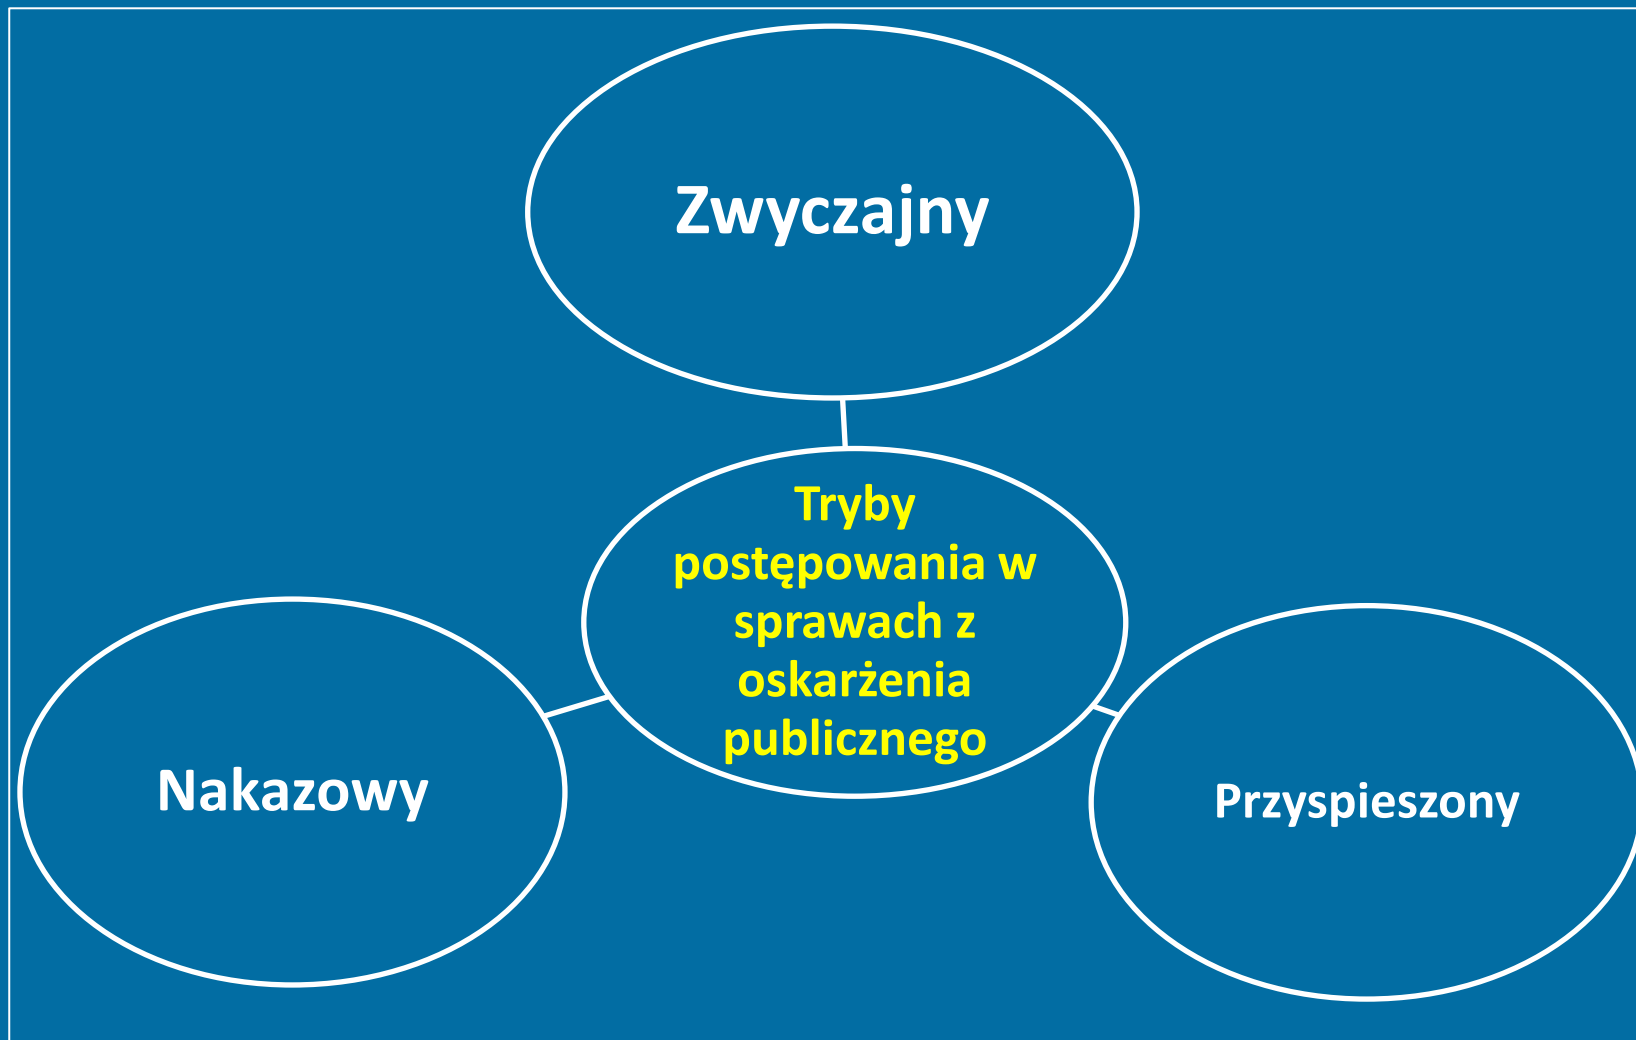 Zwyczajny
Tryby
postępowania w
sprawach z
oskarżenia
publicznego
Nakazowy
Przyspieszony